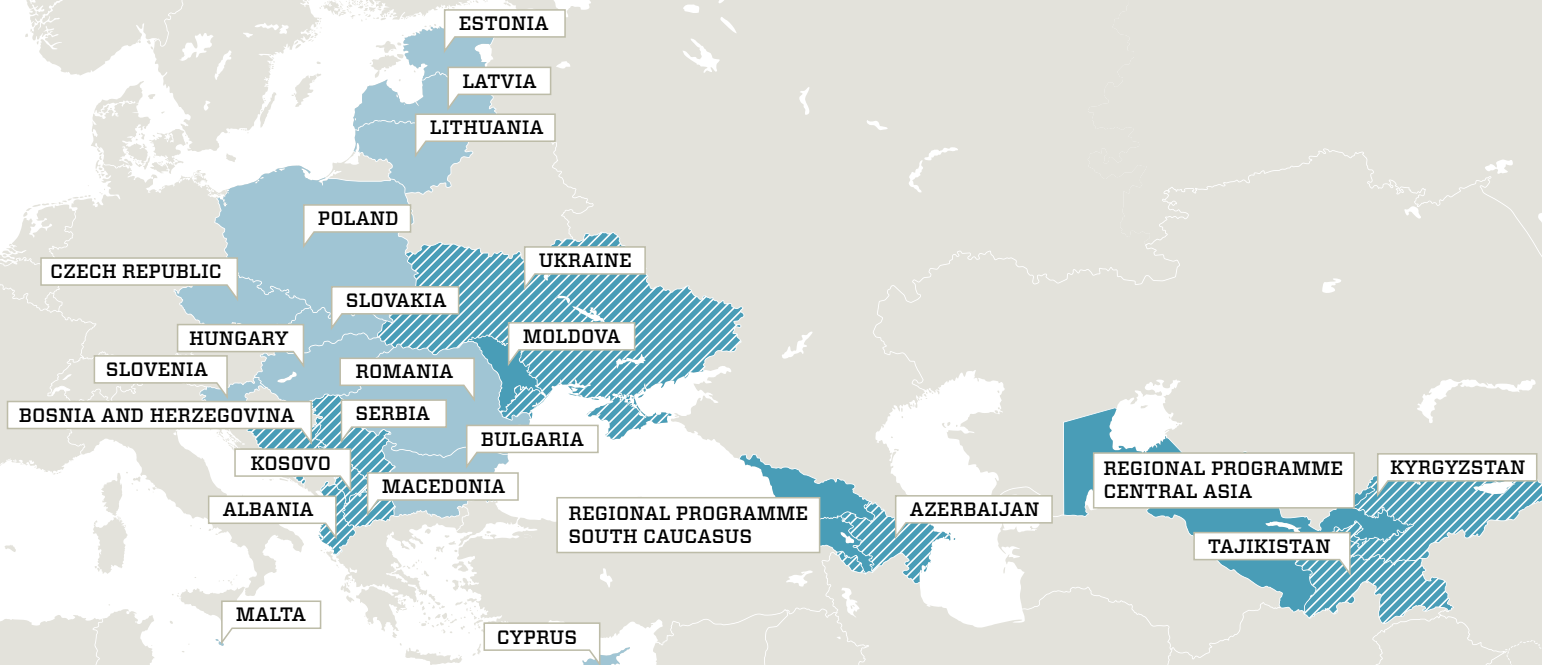 ESTONIA
LATVIA
LITHUANIA
POLAND
CZECH REPUBLIC
UKRAINE
SLOVAKIA
HUNGARY
MOLDOVA
SLOVENIA
ROMANIA
BOSNIA AND HERZEGOVINA
SERBIA
BULGARIA
KOSOVO
MACEDONIA
ALBANIA
REGIONAL PROGRAMME
SOUTH CAUCASUS
AZERBAIJAN
REGIONAL PROGRAMME
CENTRAL ASIA
KYRGYZSTAN
TAJIKISTAN
MALTA
CYPRUS